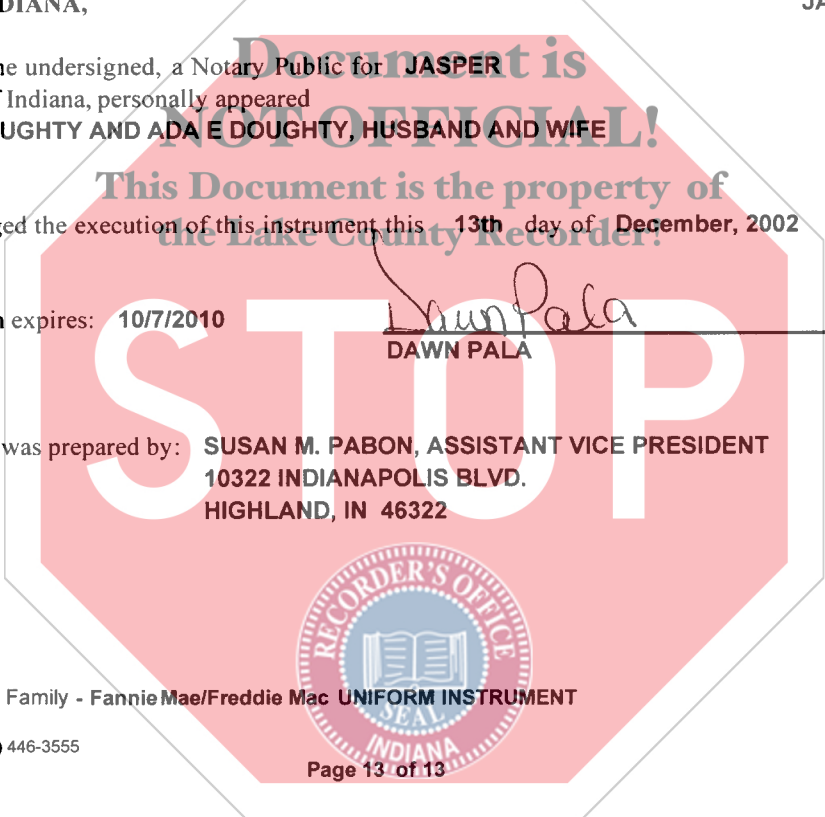 DIANA,
JA
Document is
e undersigned, a Notary Public for JASPER
Indiana, personally appeared
NOT OFFICIAL!
UGHTY AND ADA E DOUGHTY, HUSBAND AND WIFE
This Document is the property of
ed the execution of this instrument this 13th day of December, 2002
the Lake County Recorder!
expires: 10/7/2010
Dawn Pala
DAWN PALA
STOP
was prepared by: SUSAN M. PABON, ASSISTANT VICE PRESIDENT
10322 INDIANAPOLIS BLVD.
HIGHLAND, IN 46322
RECORDER'S OFFICE
Family - Fannie Mae/Freddie Mac UNIFORM INSTRUMENT
SEAL
) 446-3555
INDIANA
Page 13 of 13